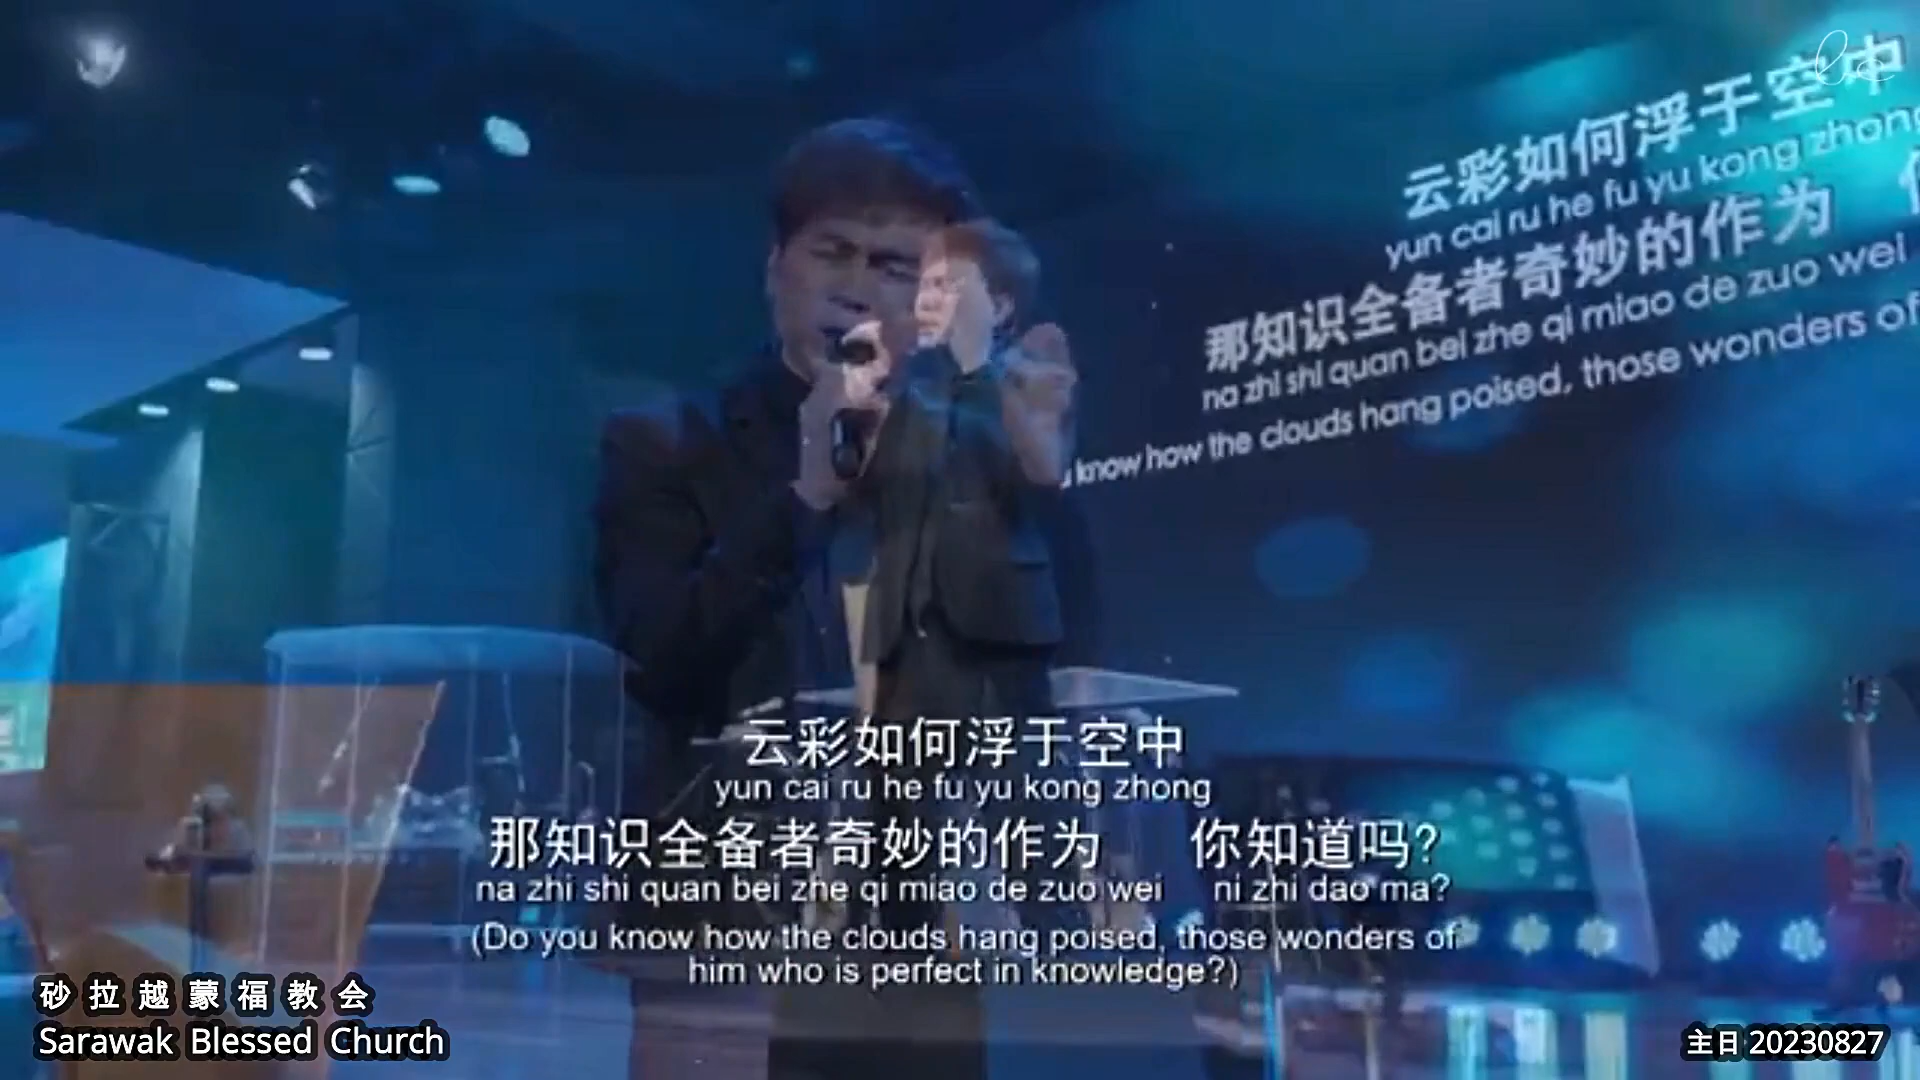 云彩如何浮于空中
yun cai ru he fu yu kong zhong
那知识全备者奇妙的作为
na zhi shi quan bei zhe qi miao de zuo wei
know how the clouds hang poised, those wonders of
云彩如何浮于空中
yun cai ru he fu yu kong zhong
那知识全备者奇妙的作为 你知道吗?
na zhi shi quan bei zhe qi miao de zuo wei ni zhi dao ma?
(Do you know how the clouds hang poised, those wonders of
him who is perfect in knowledge?)
砂拉越蒙福教会
Sarawak Blessed Church
主日 20230827